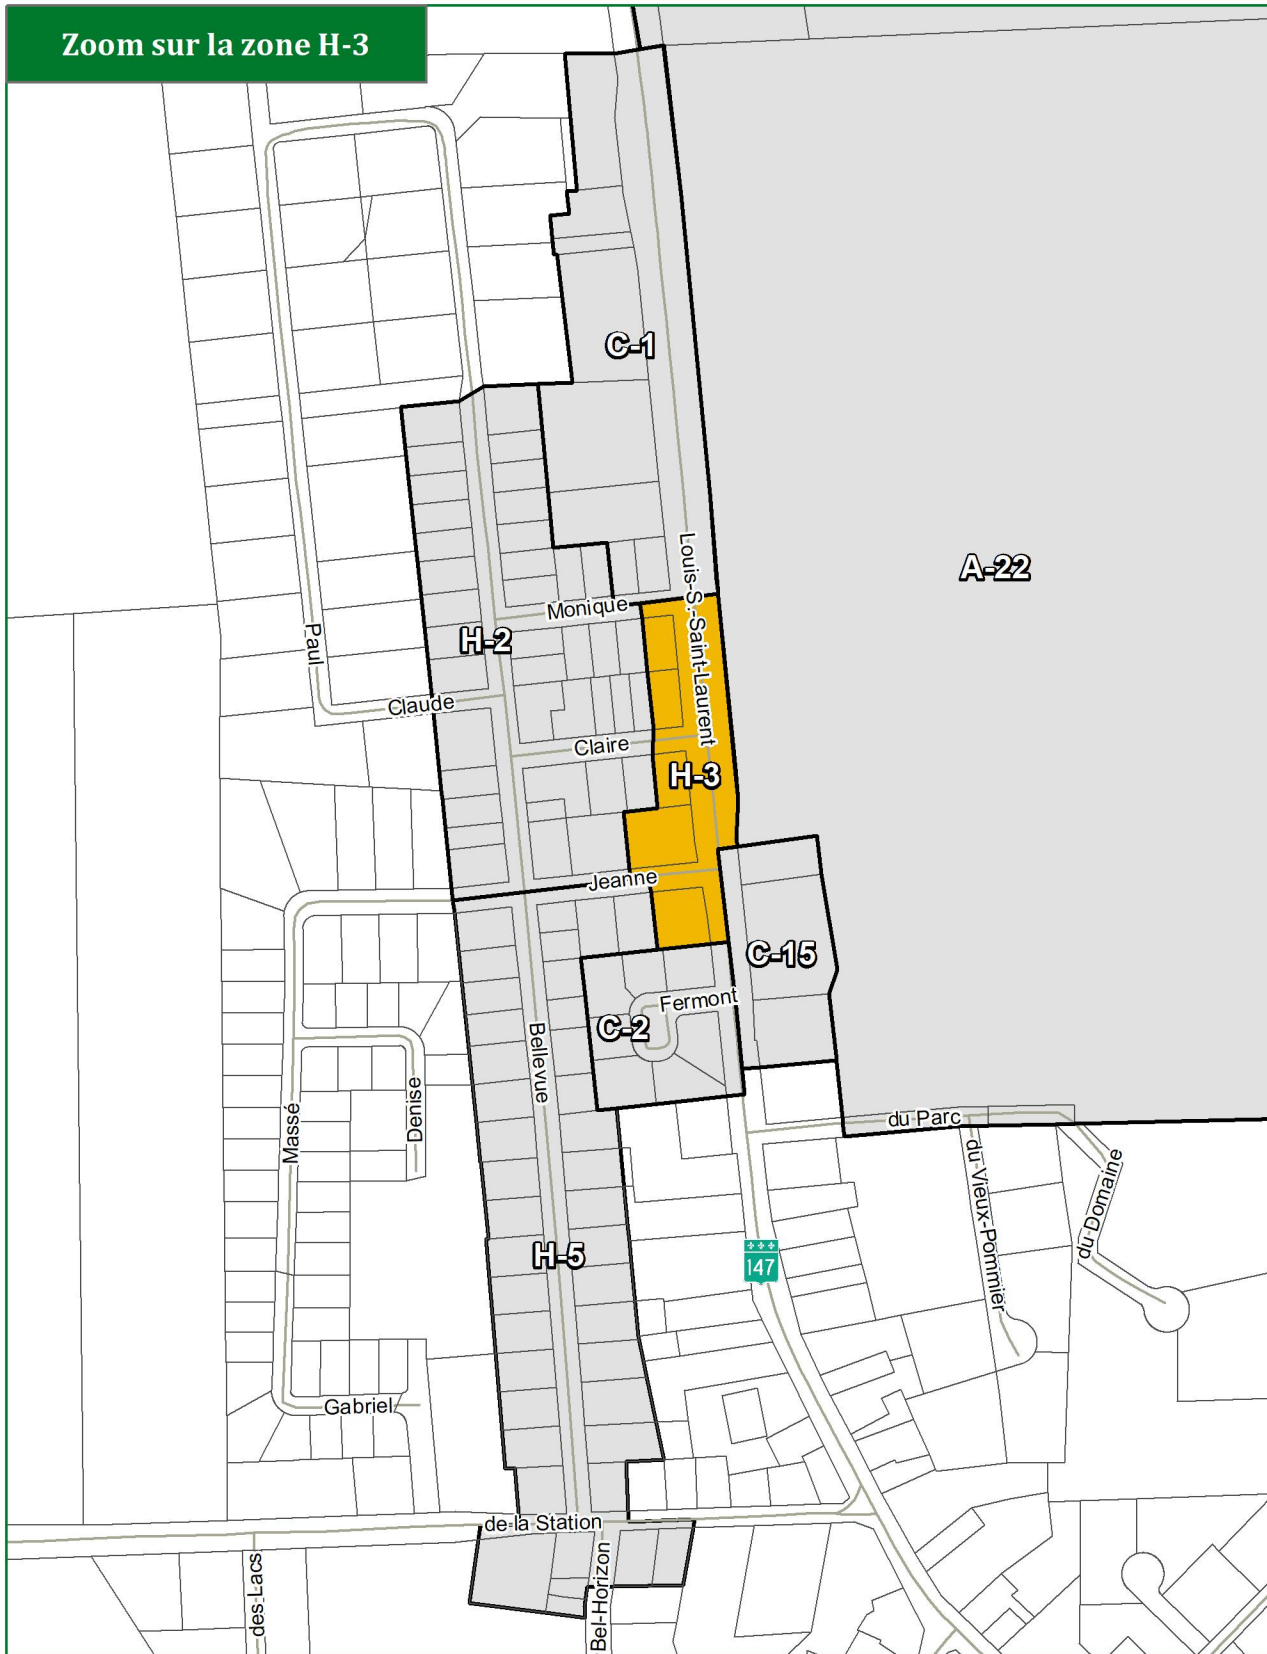 Zoom sur la zone H-3
C-1
Louis-S.-Saint-Laurent
A-22
Monique
H-2
Paul
Claude
Claire
H-3
Jeanne
C-15
Fermont
C-2
Bellevue
Denise
Massé
du Parc
du-Vieux-Pommier
du-Domaine
H-5
147
Gabriel
de la Station
des-Lacs
Bel-Horizon